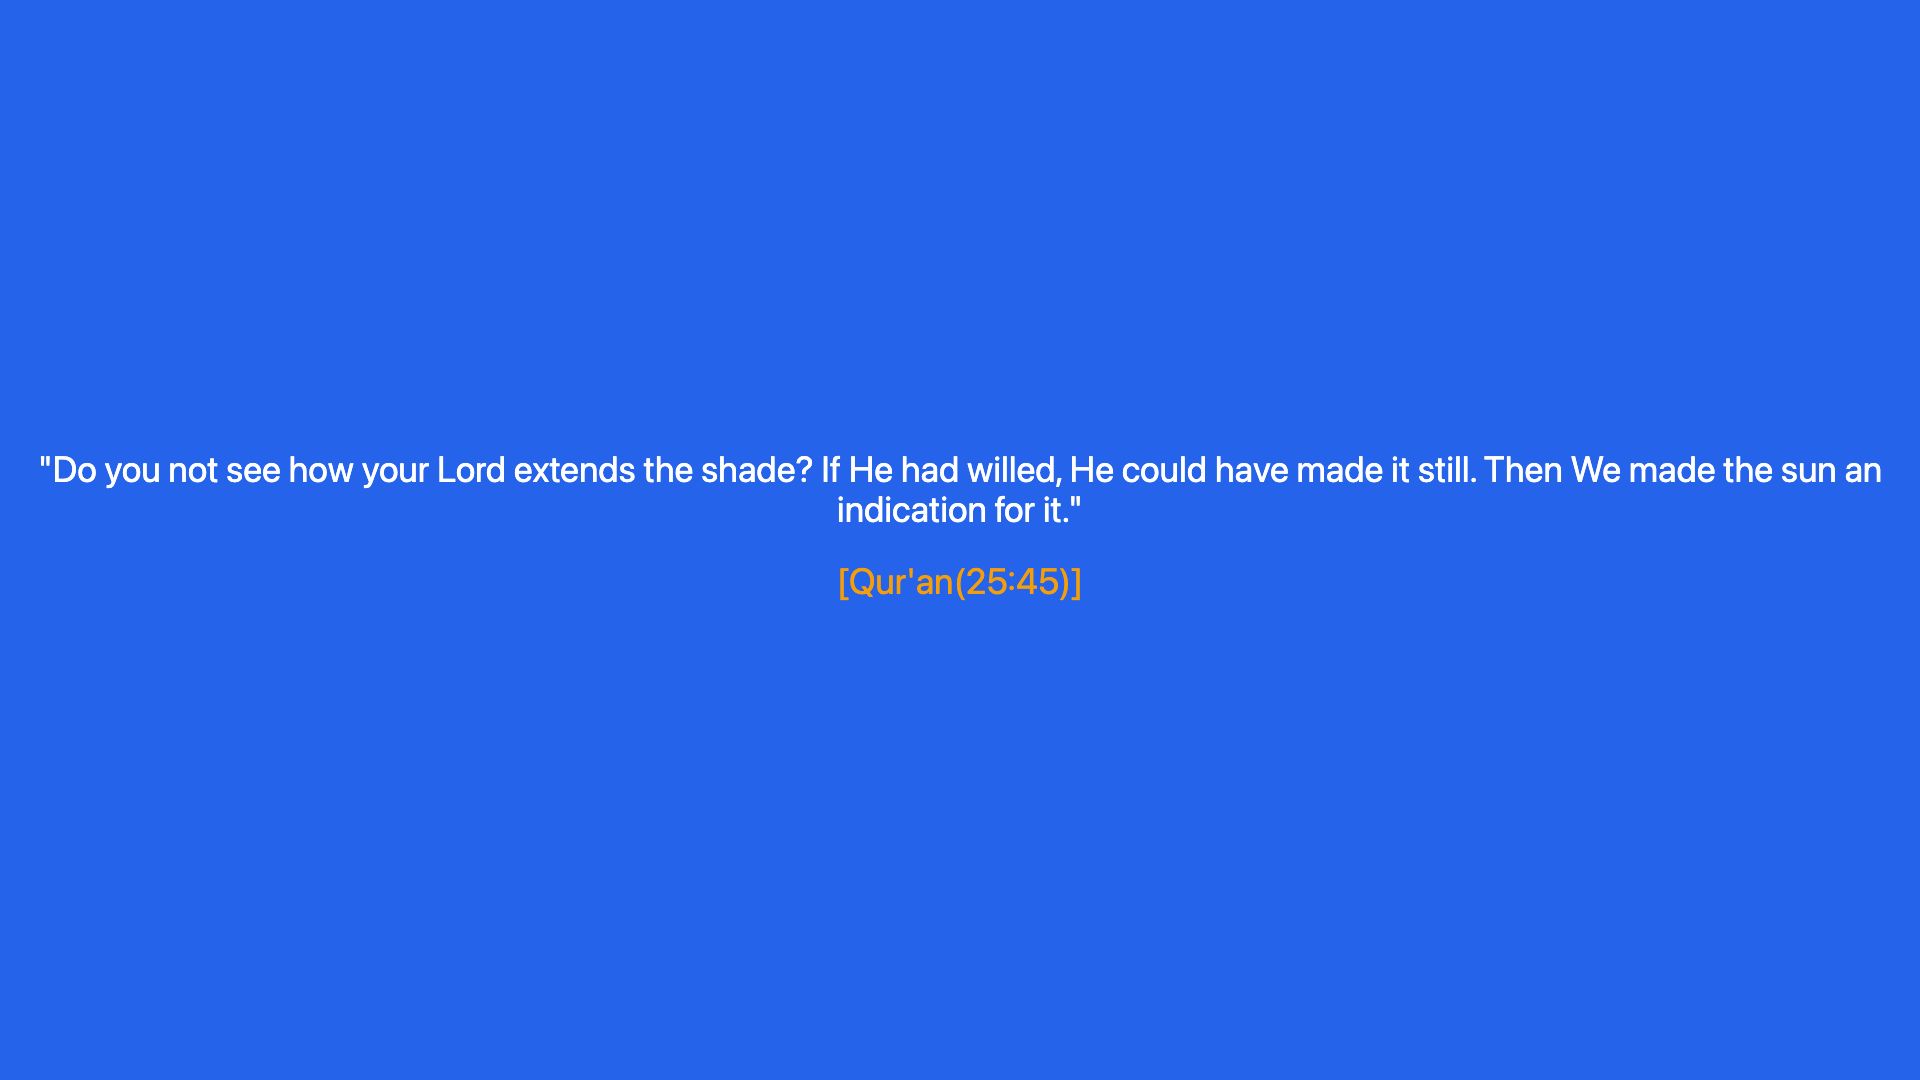 "Do you not see how your Lord extends the shade? If He had willed, He could have made it still. Then We made the sun an
indication for it."
[Qur'an(25:45)]